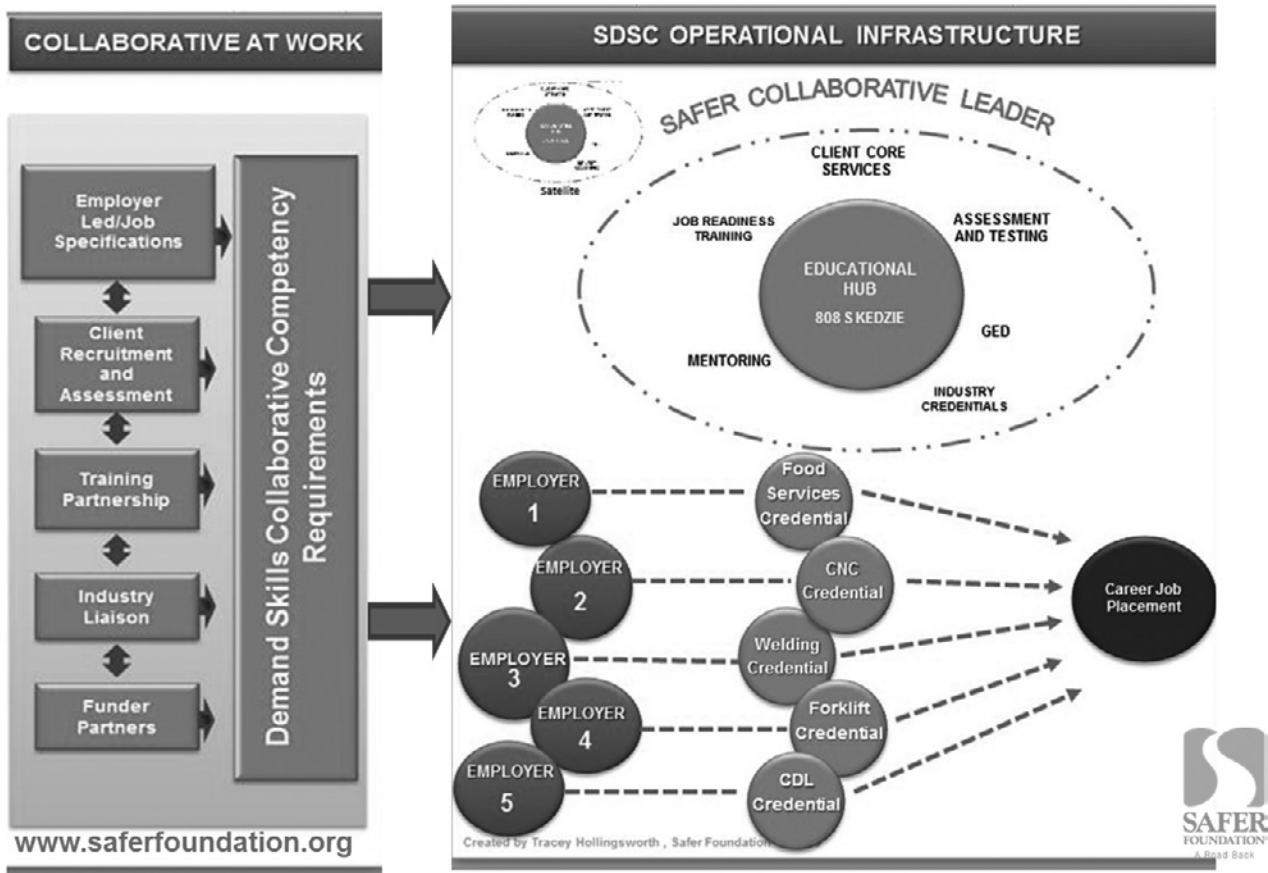 COLLABORATIVE AT WORK
Employer
Led/Job
Specifications
Client
Recruitment
and
Assessment
Training
Partnership
Industry
Liaison
Funder
Partners
Demand Skills Collaborative Competency
Requirements
www.saferfoundation.org
SDSC OPERATIONAL INFRASTRUCTURE
Satellite
SAFER COLLABORATIVE LEADER
CLIENT CORE
SERVICES
JOB READINESS
TRAINING
ASSESSMENT
AND TESTING
EDUCATIONAL
HUB
808 S KEDZIE
GED
MENTORING
INDUSTRY
CREDENTIALS
EMPLOYER
1
Food
Services
Credential
EMPLOYER
2
CNC
Credential
Career Job
Placement
EMPLOYER
3
Welding
Credential
EMPLOYER
4
Forklift
Credential
EMPLOYER
5
CDL
Credential
Created by Tracey Hollingsworth , Safer Foundation
SAFER
FOUNDATION
A Road Back